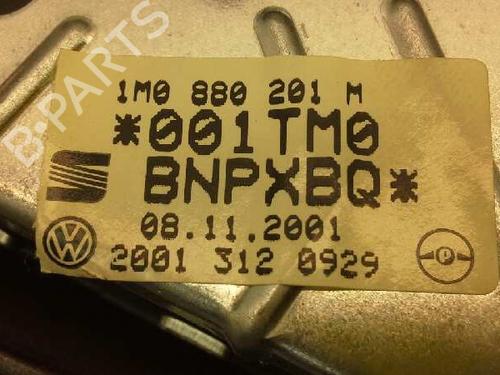 1M0 880 201 M
*001TM0
BNPXBQ*
08.11.2001
2001 312 0929
B-PARTS